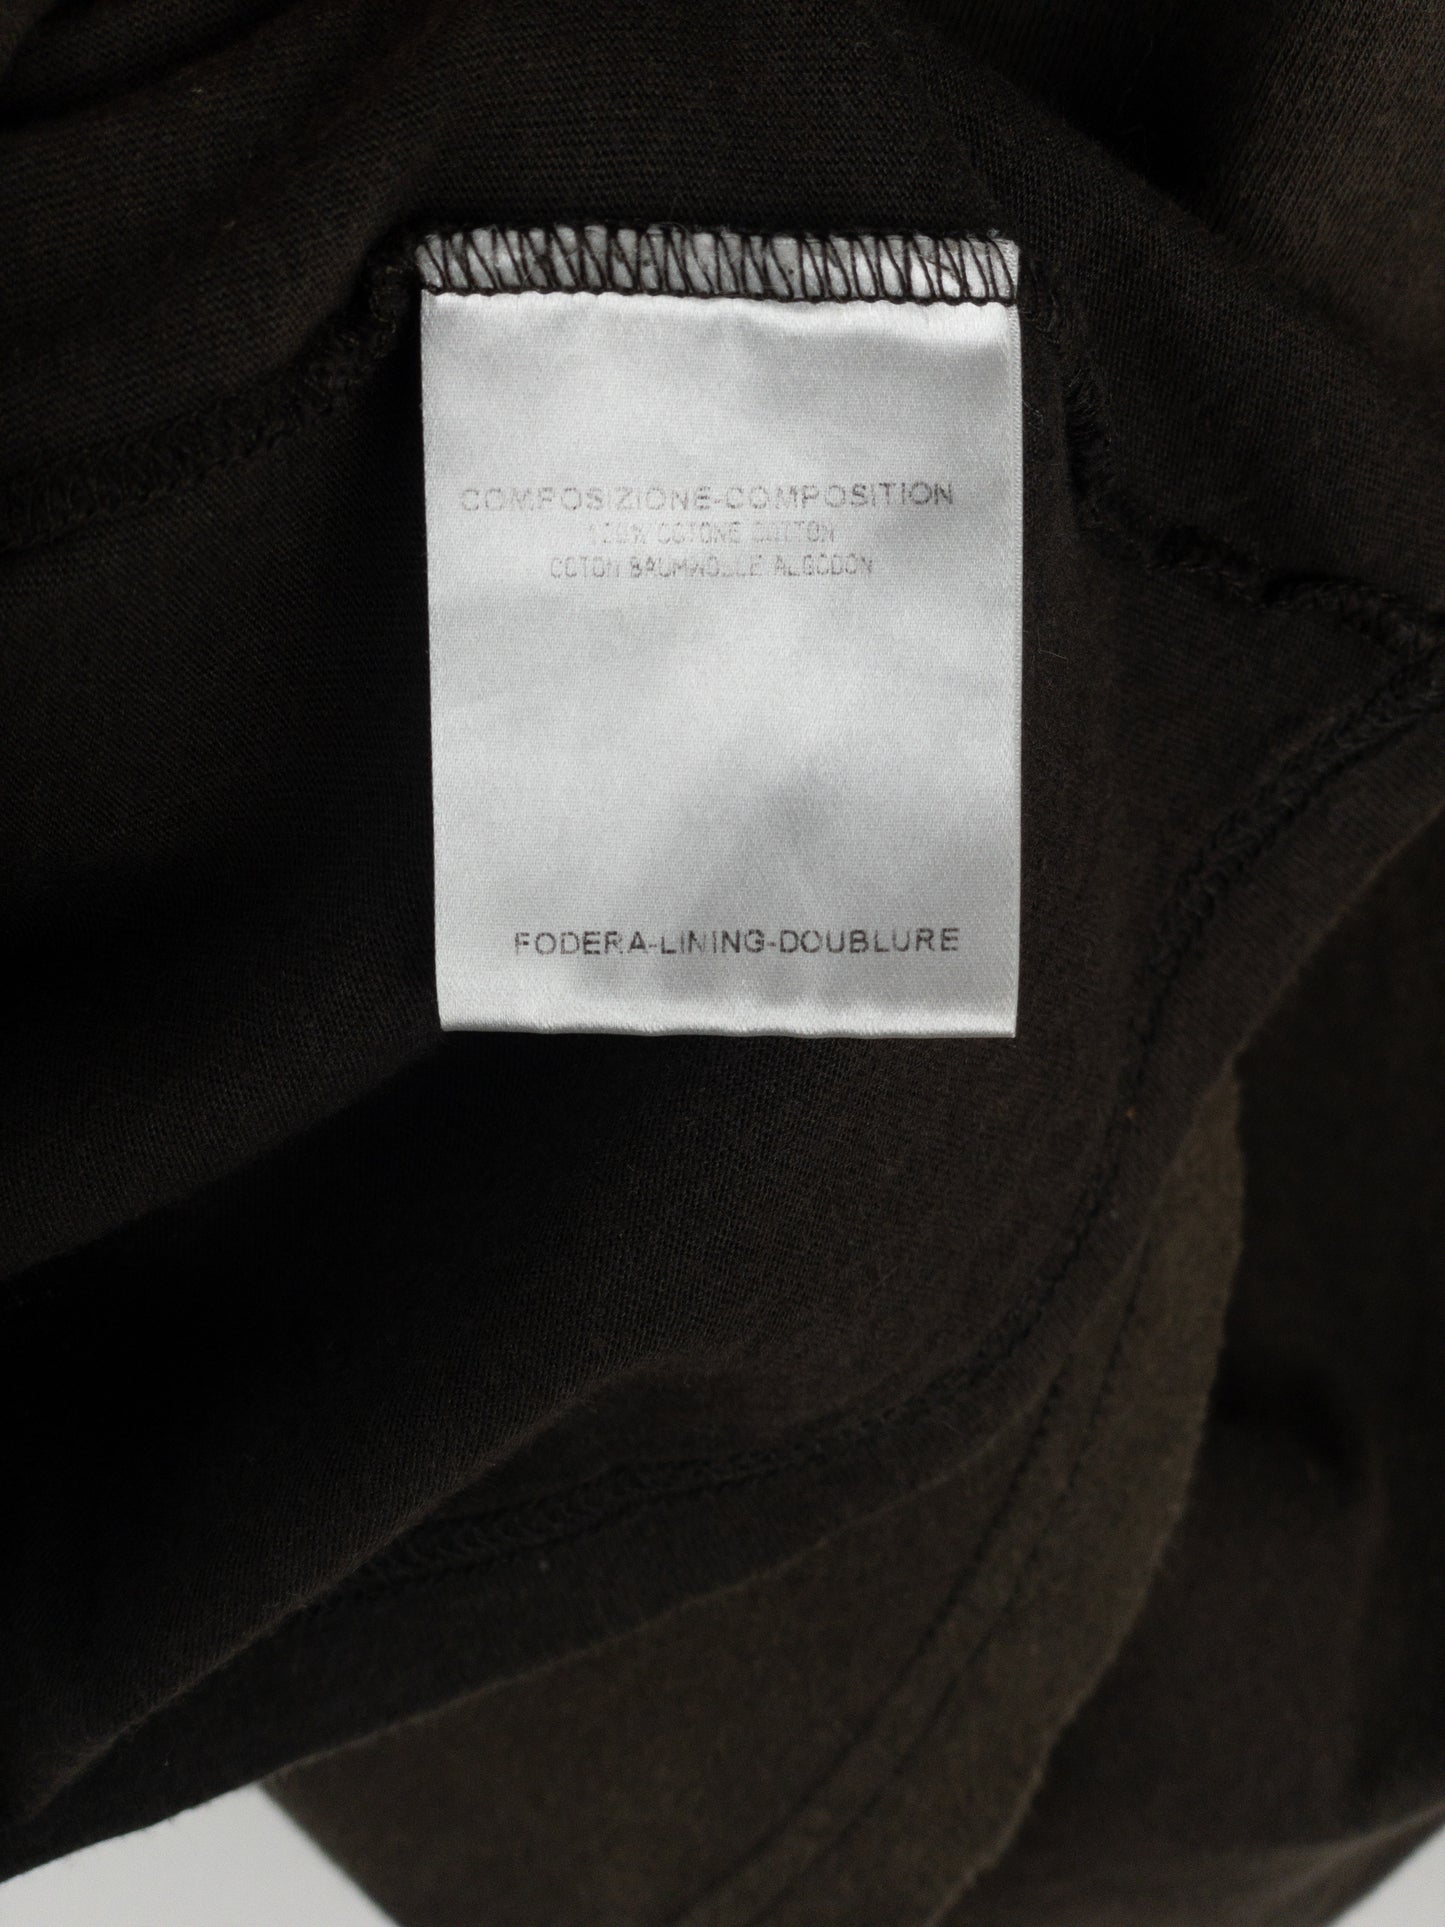 COMPOSIZIONE-COMPOSITION
100% COTONE COTTON
COTON BAUMWOLLE ALGODON
FODERA-LINING-DOUBLURE